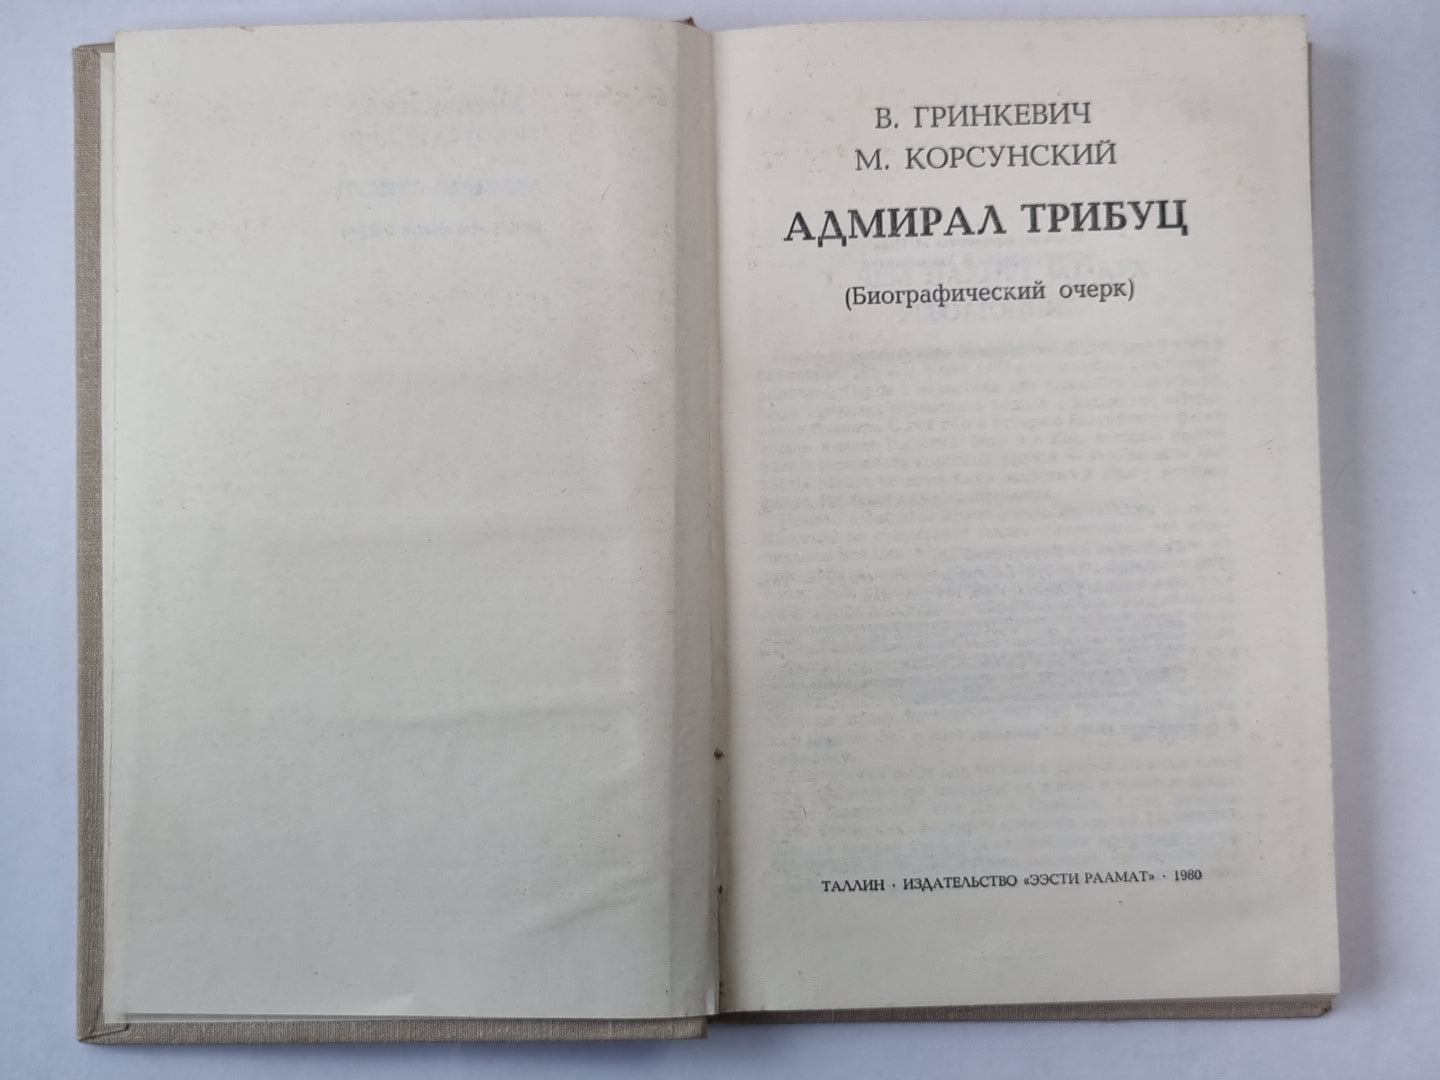 В. ГРИНКЕВИЧ
М. КОРСУНСКИЙ
АДМИРАЛ ТРИБУЦ
(Биографический очерк)
ТАЛЛИН · ИЗДАТЕЛЬСТВО «ЭЭСТИ РААМАТ» · 1980